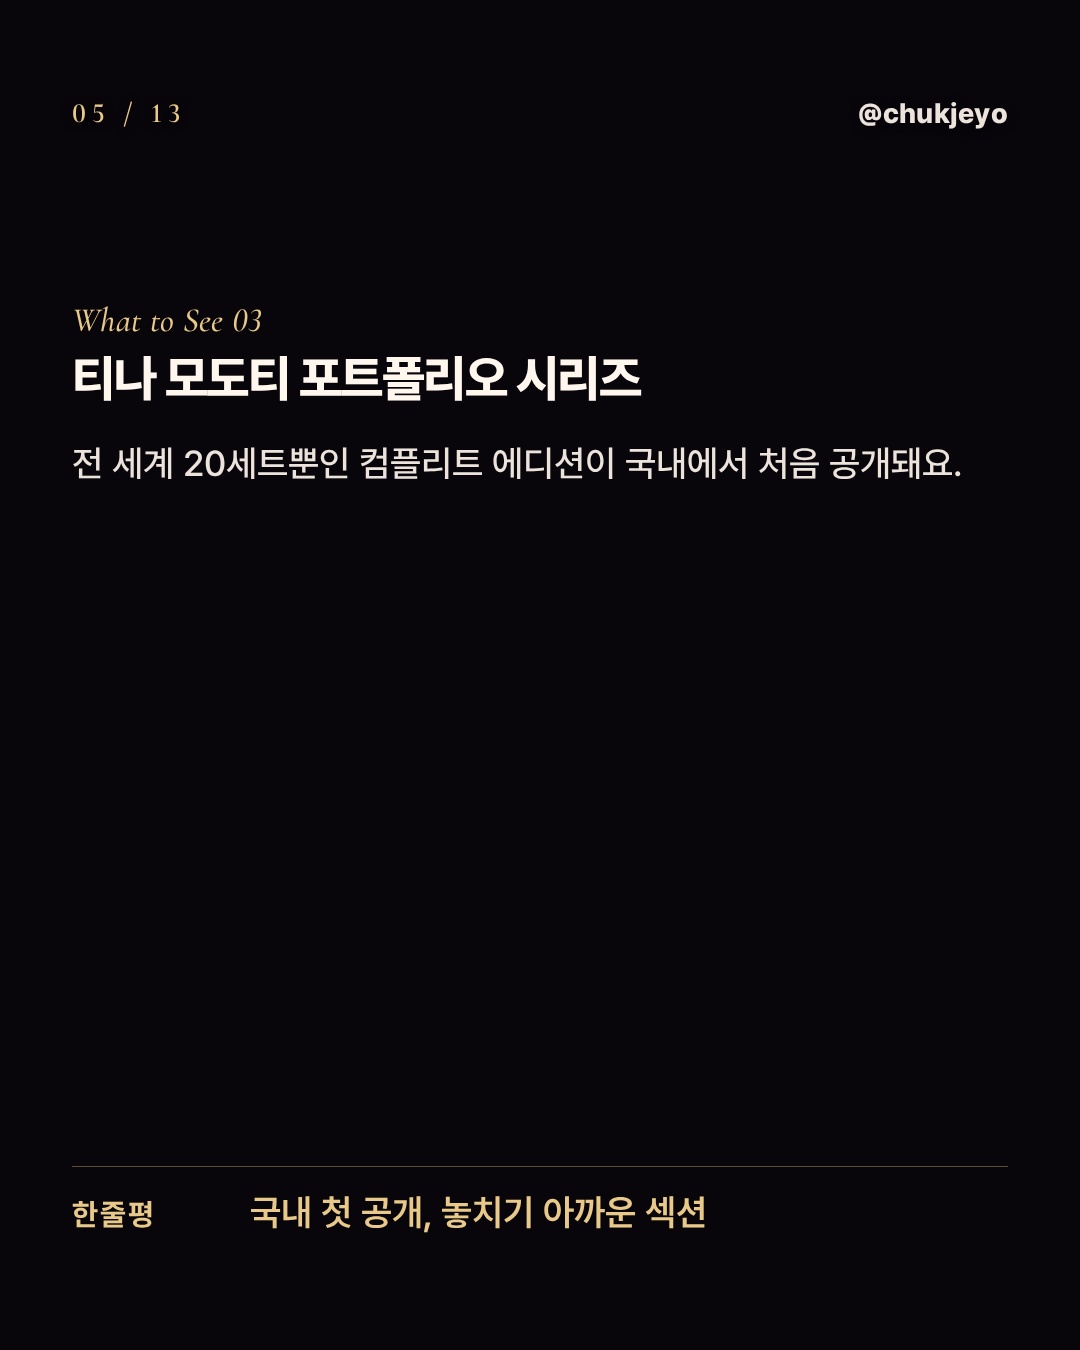 05 / 13
@chukjeyo
What to See 03
티나 모도티 포트폴리오 시리즈
전 세계 20세트뿐인 컴플리트 에디션이 국내에서 처음 공개돼요.
한줄평
국내 첫 공개, 놓치기 아까운 섹션